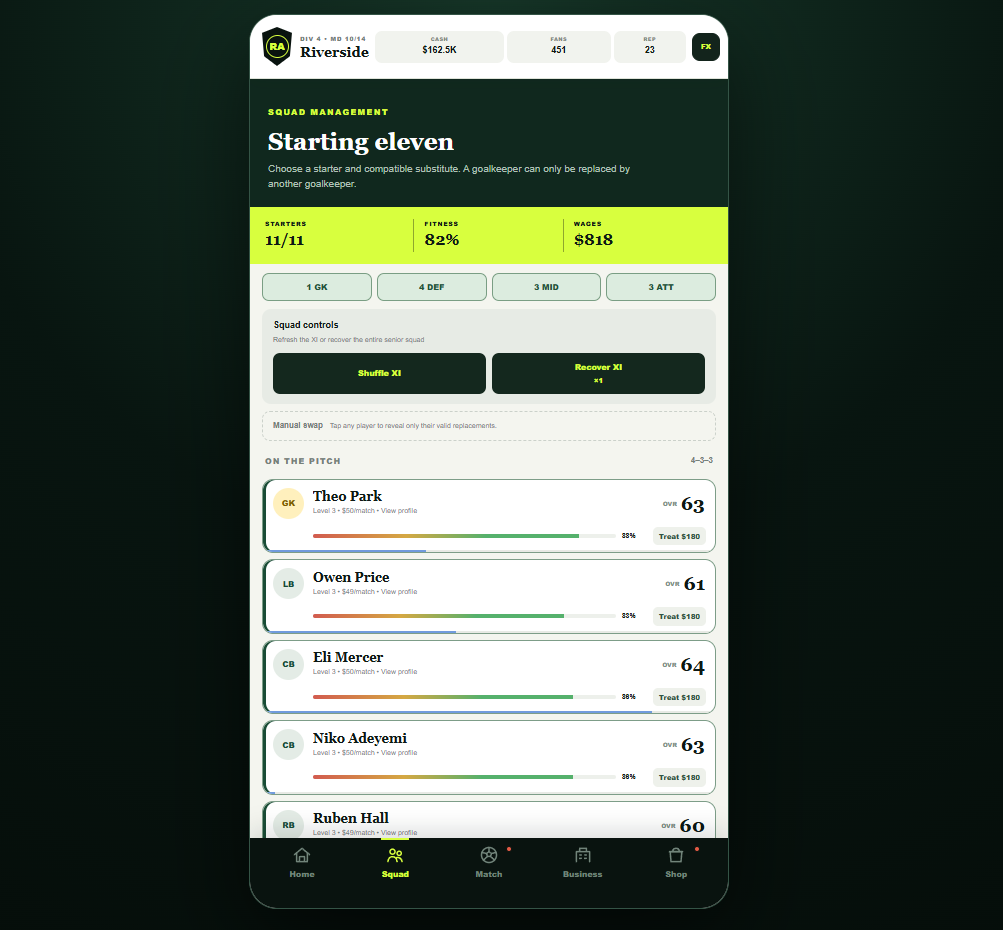 RA
DIV 4 • MD 10/14
Riverside
CASH
$162.5K
FANS
451
REP
23
FX
SQUAD MANAGEMENT
Starting eleven
Choose a starter and compatible substitute. A goalkeeper can only be replaced by
another goalkeeper.
STARTERS
11/11
FITNESS
82%
WAGES
$818
1 GK
4 DEF
3 MID
3 ATT
Squad controls
Refresh the XI or recover the entire senior squad
Shuffle XI
Recover XI
×1
Manual swap Tap any player to reveal only their valid replacements.
ON THE PITCH
4–3–3
GK
Theo Park
Level 3 • $50/match • View profile
OVR 63
Treat $180
LB
Owen Price
Level 3 • $49/match • View profile
OVR 61
Treat $180
CB
Eli Mercer
Level 3 • $50/match • View profile
OVR 64
Treat $180
CB
Niko Adeyemi
Level 3 • $50/match • View profile
OVR 63
Treat $180
RB
Ruben Hall
Level 3 • $49/match • View profile
OVR 60
Home
Squad
Match
Business
Shop